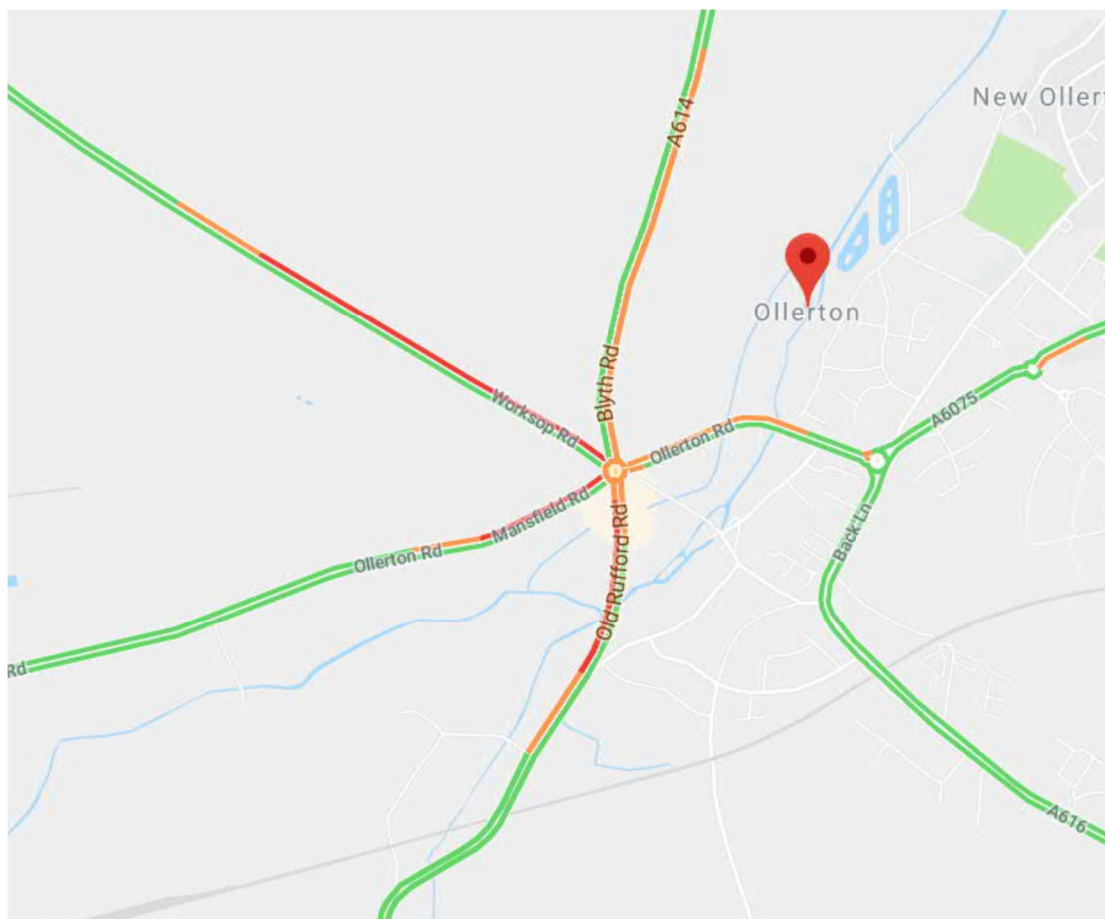 New Ollert
A614
Ollerton
Blyth Rd
Worksop Rd
Ollerton Rd
A6075
Mansfield Rd
Old Rufford Rd
Back Ln
Ollerton Rd
Rd
A616